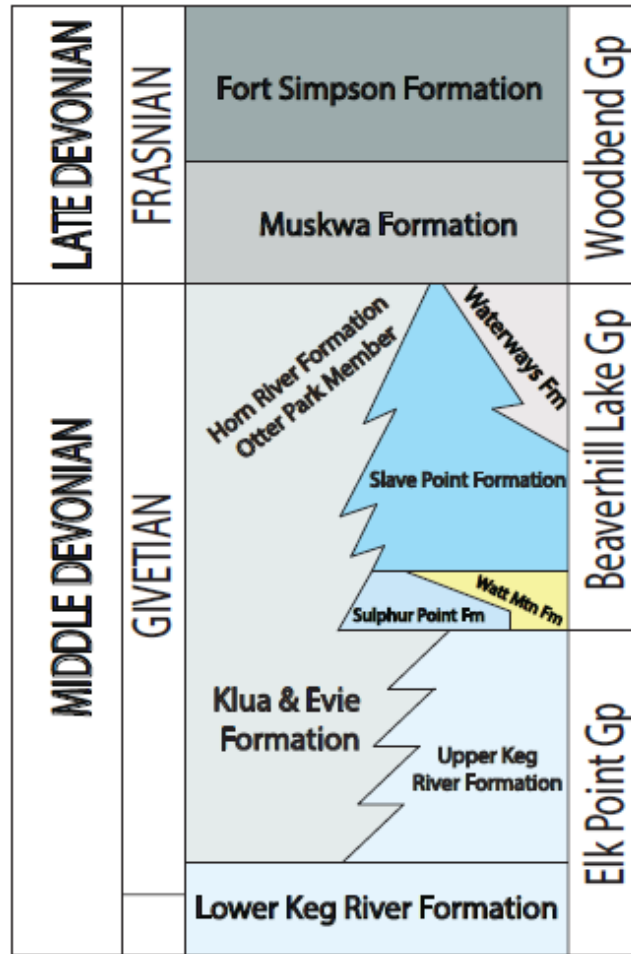 LATE DEVONIAN
FRASNIAN
Fort Simpson Formation
Woodbend Gp
Muskwa Formation
MIDDLE DEVONIAN
GIVETIAN
Horn River Formation
Otter Park Member
Waterways Fm
Beaverhill Lake Gp
Slave Point Formation
Watt Mtn Fm
Sulphur Point Fm
Klua & Evie
Formation
Upper Keg
River Formation
Elk Point Gp
Lower Keg River Formation